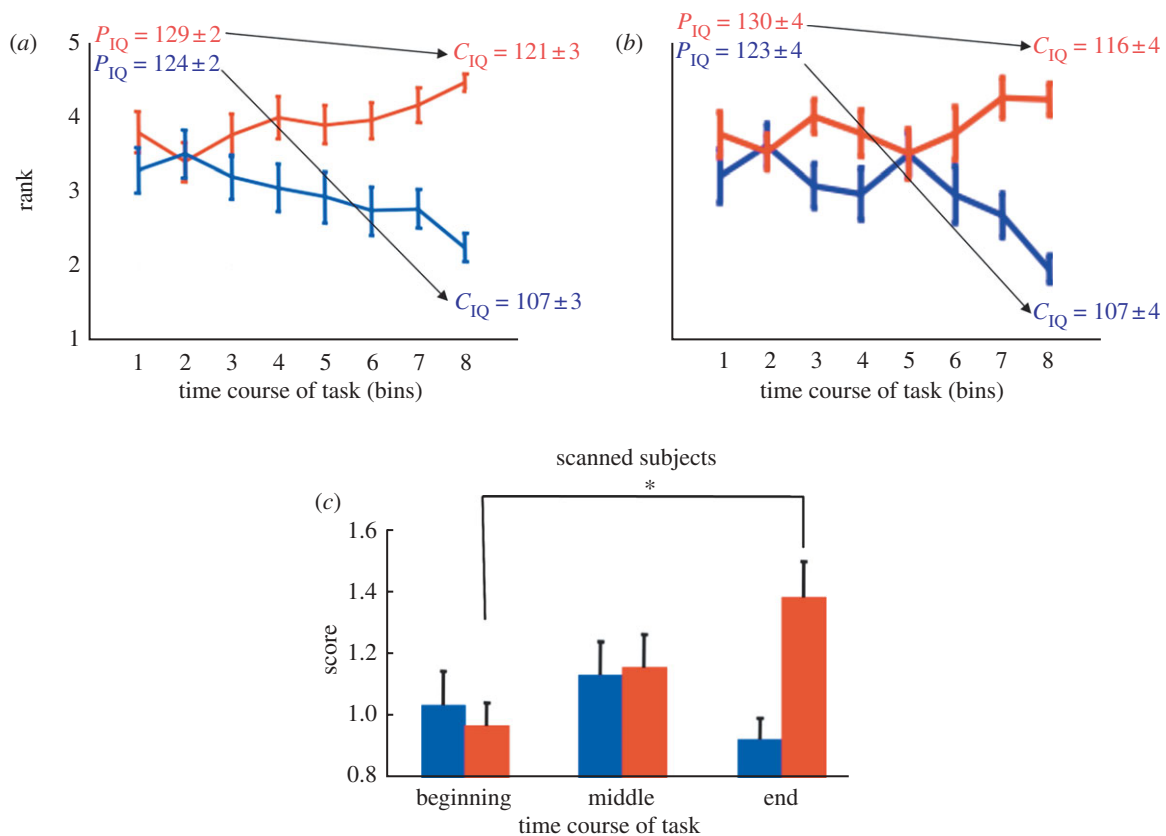 (a)
5
4
3
2
1
rank
P_IQ = 129 ± 2
P_IQ = 124 ± 2
C_IQ = 121 ± 3
C_IQ = 107 ± 3
1 2 3 4 5 6 7 8
time course of task (bins)
(b)
P_IQ = 130 ± 4
P_IQ = 123 ± 4
C_IQ = 116 ± 4
C_IQ = 107 ± 4
1 2 3 4 5 6 7 8
time course of task (bins)
scanned subjects
*
(c)
1.6
1.4
1.2
1.0
0.8
score
beginning middle end
time course of task